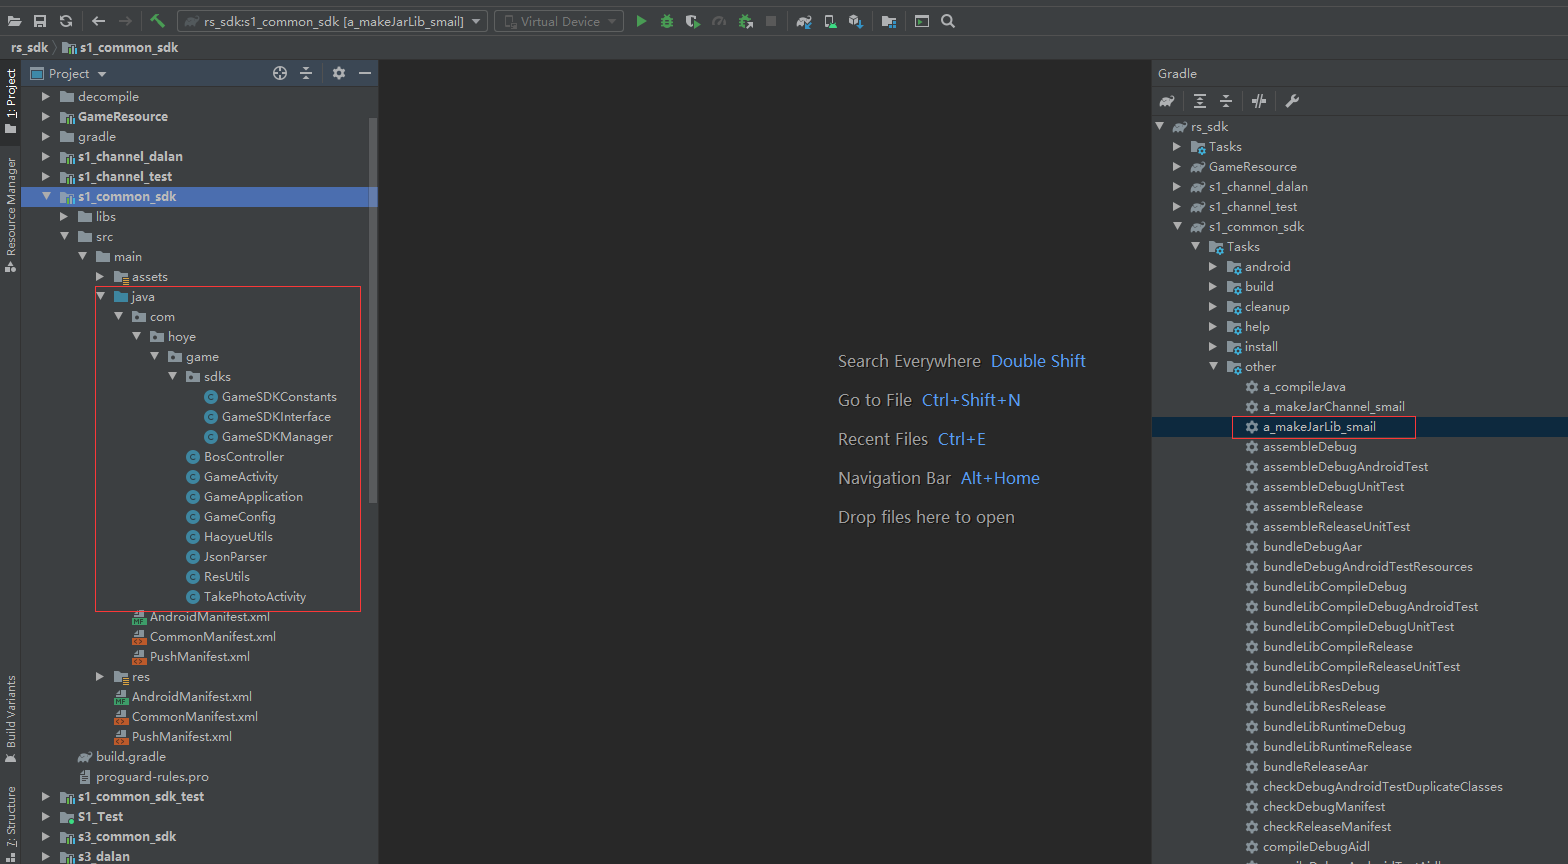 rs_sdk:s1_common_sdk [a_makeJarLib_smail]
Virtual Device
rs_sdk
s1_common_sdk
1: Project
Resource Manager
Build Variants
7: Structure
Project
decompile
GameResource
gradle
s1_channel_dalan
s1_channel_test
s1_common_sdk
libs
src
main
assets
java
com
hoye
game
sdks
GameSDKConstants
GameSDKInterface
GameSDKManager
BosController
GameActivity
GameApplication
GameConfig
HaoyueUtils
JsonParser
ResUtils
TakePhotoActivity
AndroidManifest.xml
CommonManifest.xml
PushManifest.xml
res
AndroidManifest.xml
CommonManifest.xml
PushManifest.xml
build.gradle
proguard-rules.pro
s1_common_sdk_test
S1_Test
s3_common_sdk
s3_dalan
Search Everywhere Double Shift
Go to File Ctrl+Shift+N
Recent Files Ctrl+E
Navigation Bar Alt+Home
Drop files here to open
Gradle
rs_sdk
Tasks
GameResource
s1_channel_dalan
s1_channel_test
s1_common_sdk
Tasks
android
build
cleanup
help
install
other
a_compileJava
a_makeJarChannel_smail
a_makeJarLib_smail
assembleDebug
assembleDebugAndroidTest
assembleDebugUnitTest
assembleRelease
assembleReleaseUnitTest
bundleDebugAar
bundleDebugAndroidTestResources
bundleLibCompileDebug
bundleLibCompileDebugAndroidTest
bundleLibCompileDebugUnitTest
bundleLibCompileRelease
bundleLibCompileReleaseUnitTest
bundleLibResDebug
bundleLibResRelease
bundleLibRuntimeDebug
bundleLibRuntimeRelease
bundleReleaseAar
checkDebugAndroidTestDuplicateClasses
checkDebugManifest
checkReleaseManifest
compileDebugAidl